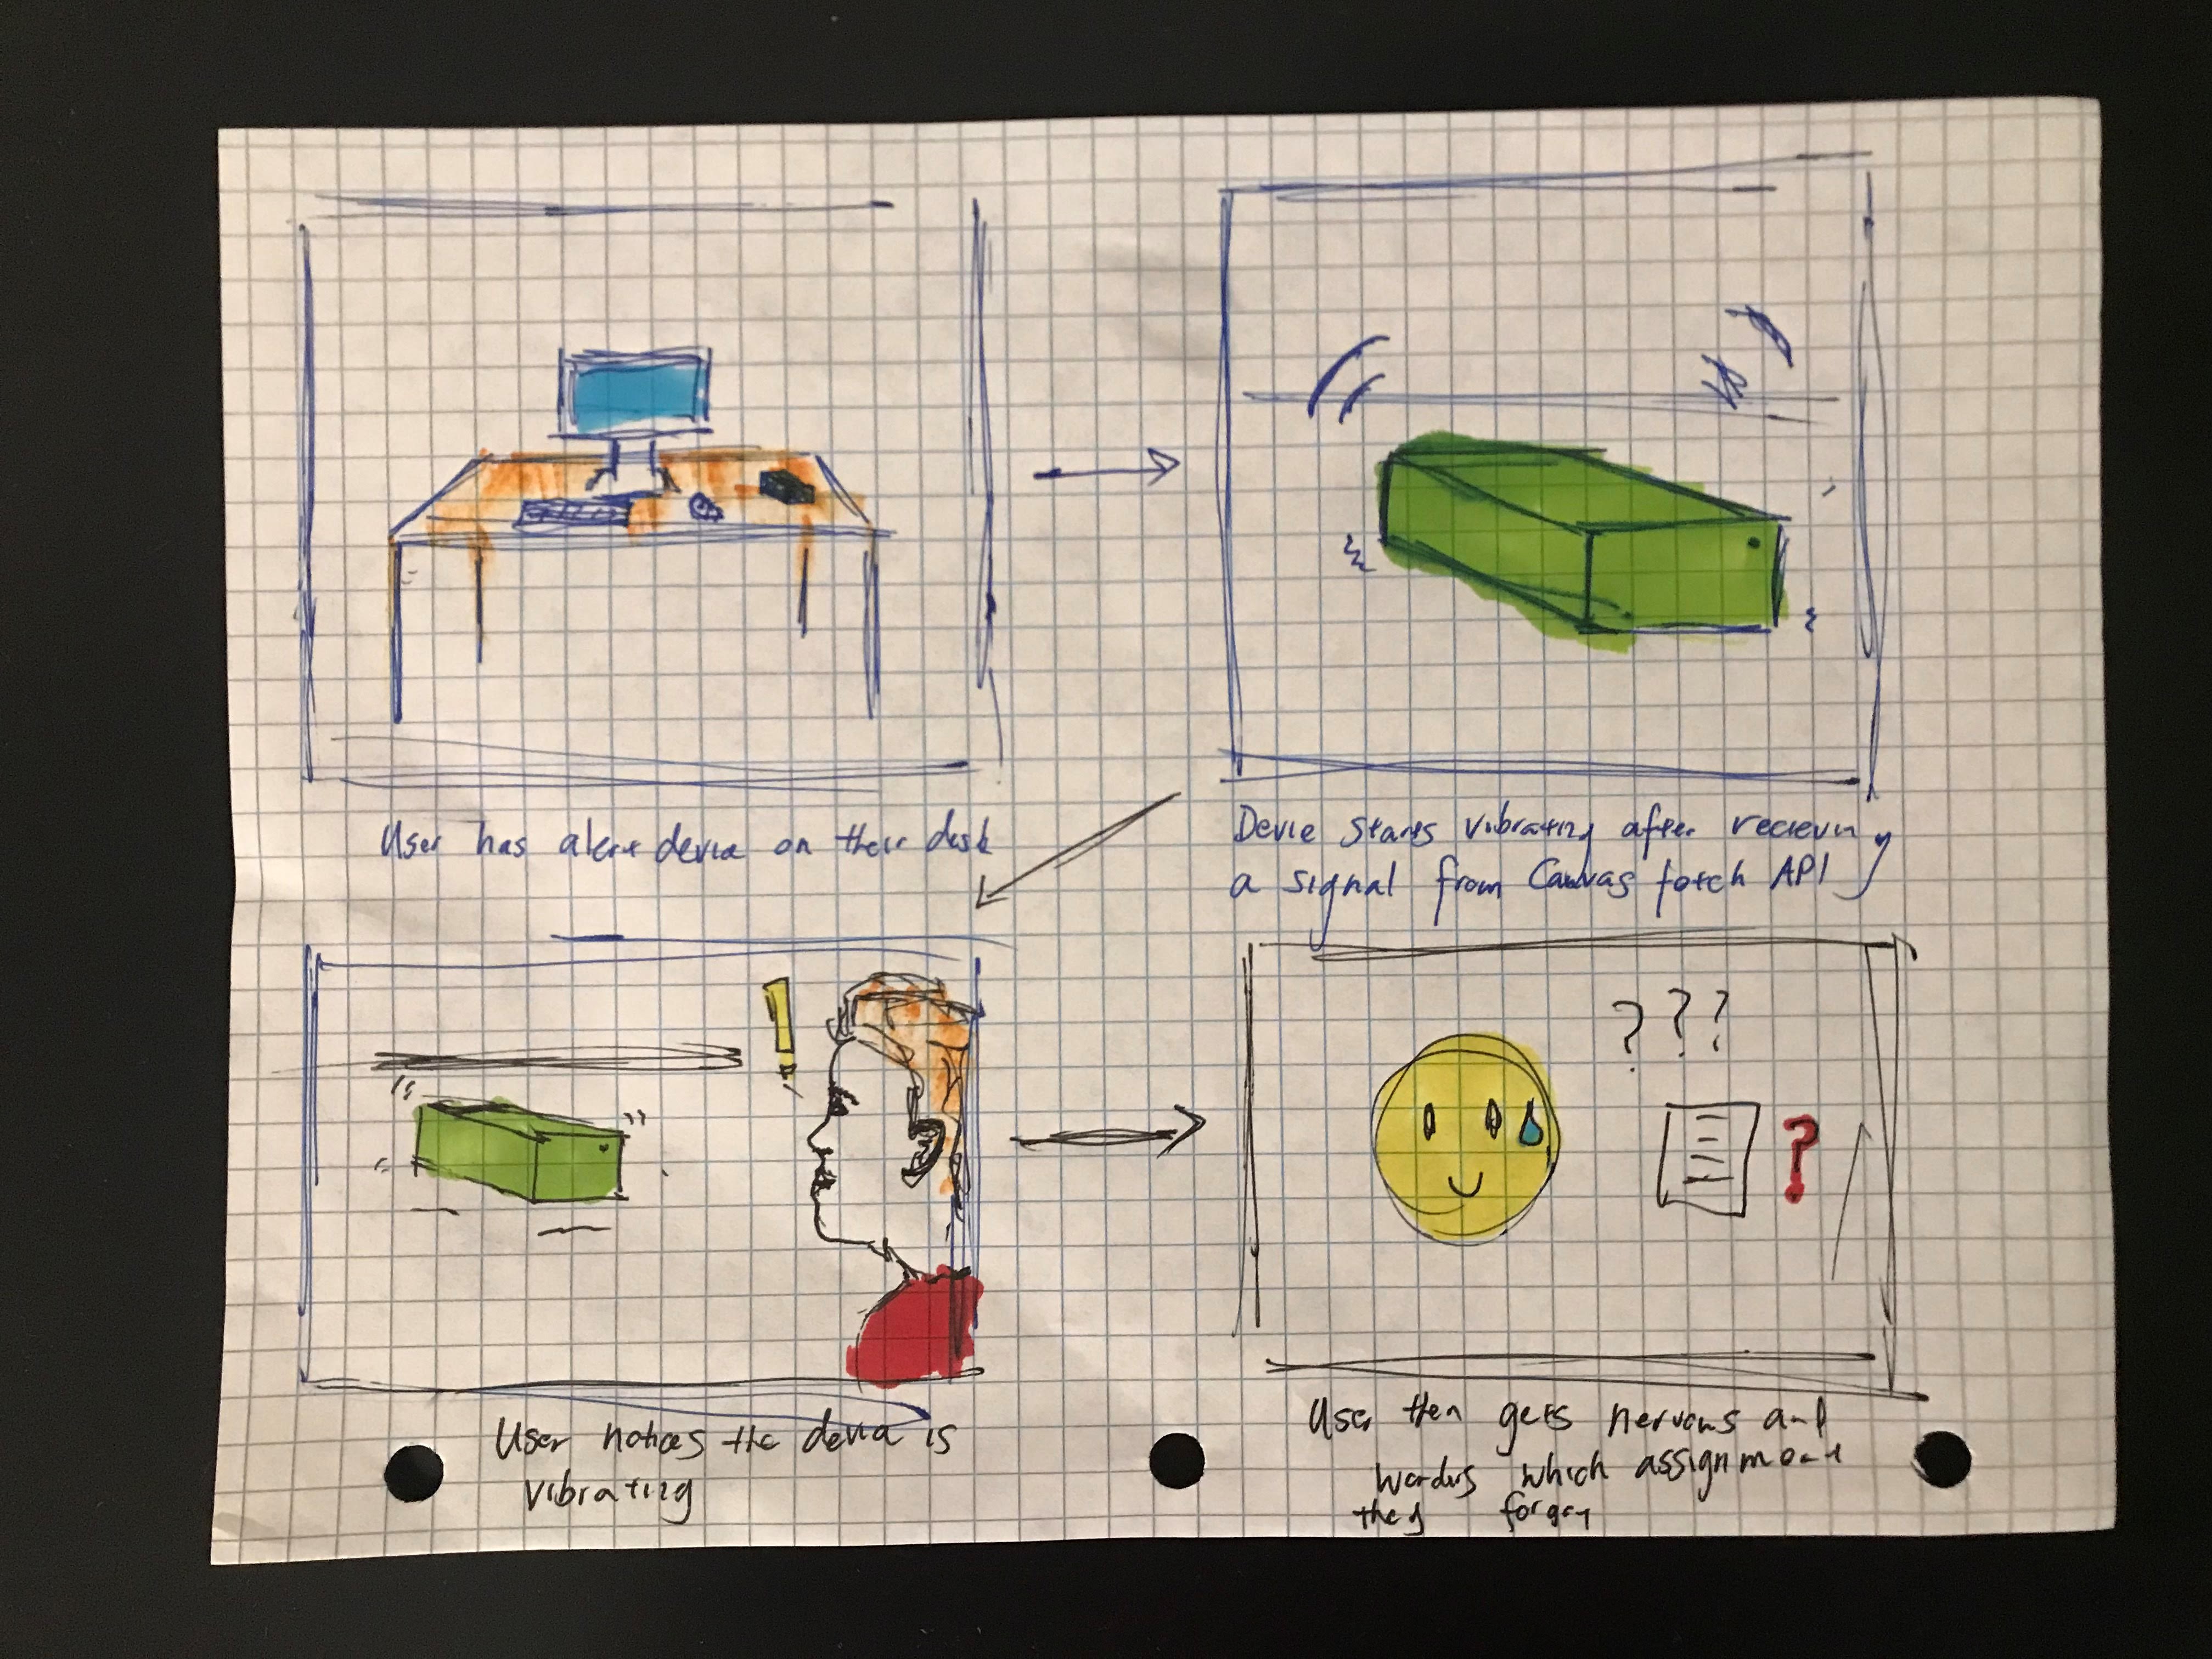 User has alert device on their desk
Device starts vibrating after recieving
a signal from Canvas fetch API
!
? ? ?
?
User notices the device is
vibrating
User then gets nervous and
wonders which assignment
they forgot